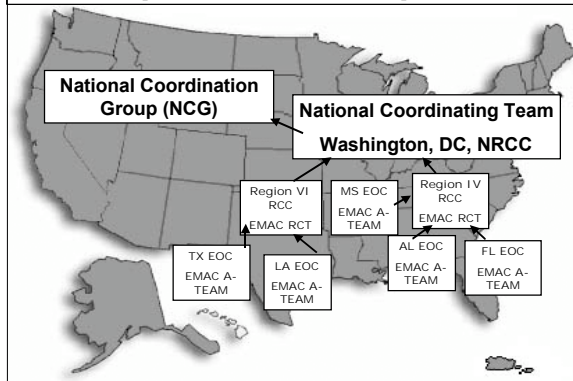 National Coordination
Group (NCG)
National Coordinating Team
Washington, DC, NRCC
Region VI
RCC
EMAC RCT
MS EOC
EMAC A-
TEAM
Region IV
RCC
EMAC RCT
TX EOC
EMAC A-
TEAM
LA EOC
EMAC A-
TEAM
AL EOC
EMAC A-
TEAM
FL EOC
EMAC A-
TEAM